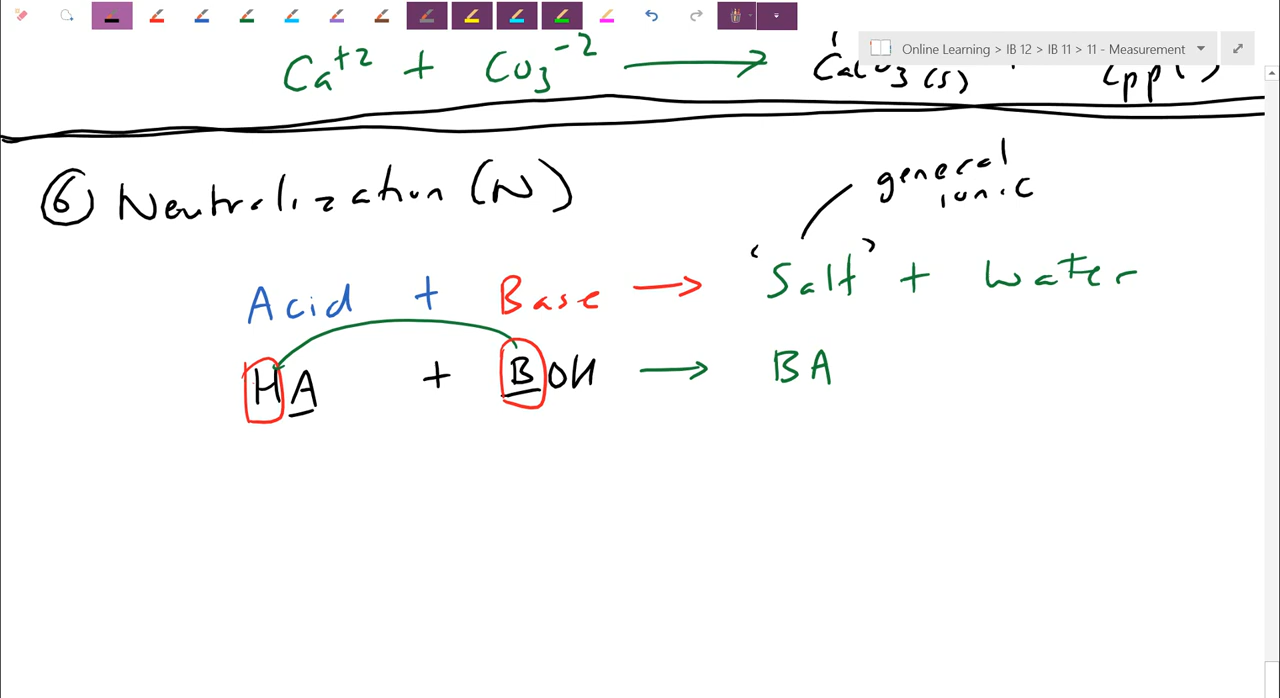 Online Learning > IB 12 > IB 11 > 11 - Measurement
Ca+2 + CO3-2 → CaCO3(s) (ppt)
⑥ Neutralization (N)
general
ionic
Acid + Base → 'Salt' + Water
HA + BOH → BA